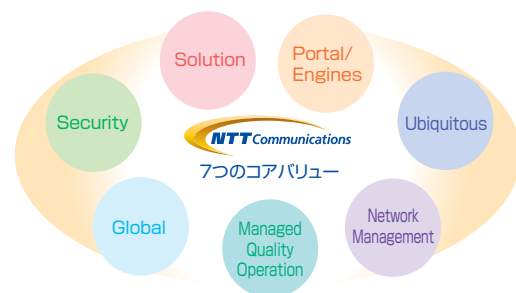 Solution
Portal/
Engines
Security
Ubiquitous
NTT Communications
7つのコアバリュー
Global
Managed
Quality
Operation
Network
Management